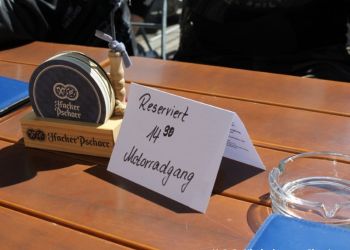 Hacker
Pschorr
Hacker-Pschorr
Reserviert
14 30
Motorradgang